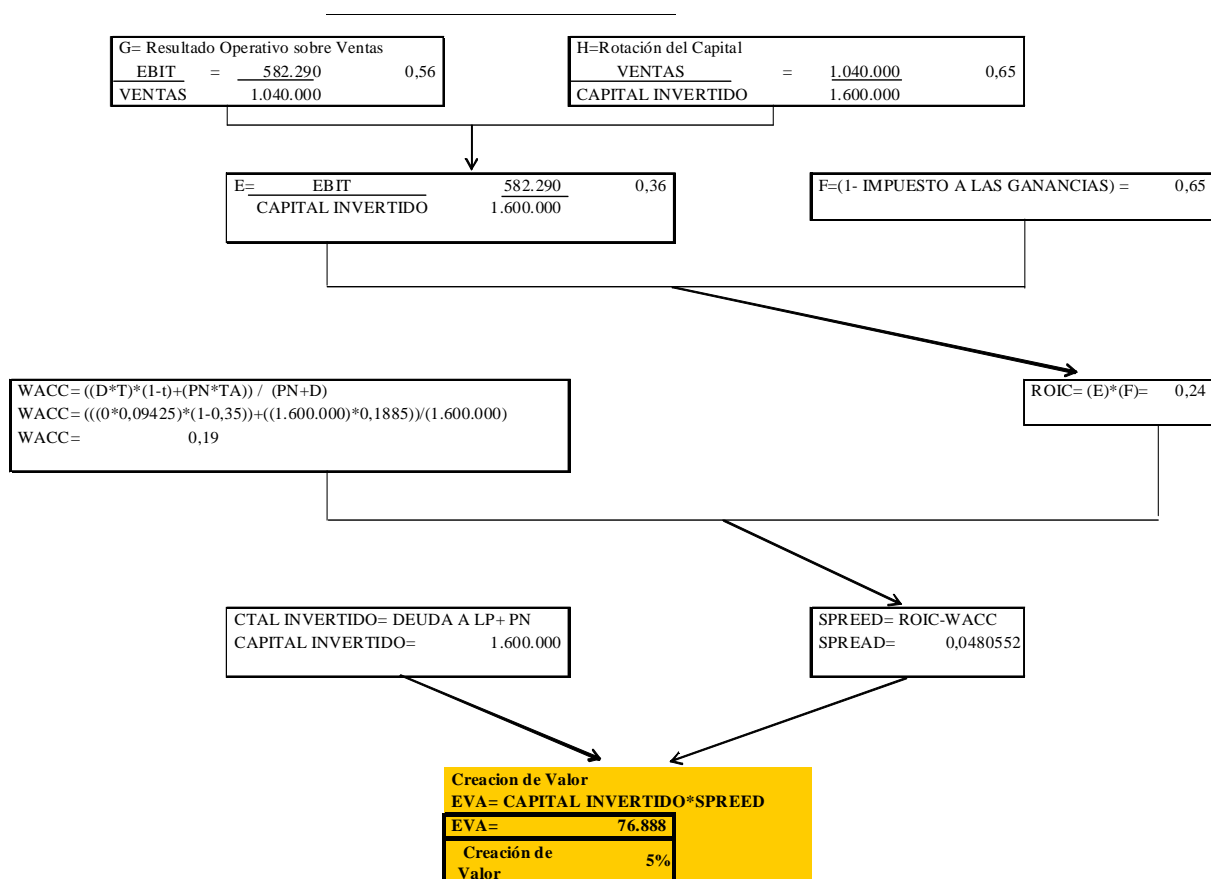 G= Resultado Operativo sobre Ventas
EBIT = 582.290 0,56
VENTAS 1.040.000
H=Rotación del Capital
VENTAS = 1.040.000 0,65
CAPITAL INVERTIDO 1.600.000
E= EBIT 582.290 0,36
CAPITAL INVERTIDO 1.600.000
F=(1- IMPUESTO A LAS GANANCIAS) = 0,65
WACC= ((D*T)*(1-t)+(PN*TA)) / (PN+D)
WACC= (((0*0,09425)*(1-0,35))+((1.600.000)*0,1885))/(1.600.000)
WACC= 0,19
ROIC= (E)*(F)= 0,24
CTAL INVERTIDO= DEUDA A LP+ PN
CAPITAL INVERTIDO= 1.600.000
SPREED= ROIC-WACC
SPREAD= 0,0480552
Creacion de Valor
EVA= CAPITAL INVERTIDO*SPREED
EVA= 76.888
Creación de
Valor 5%